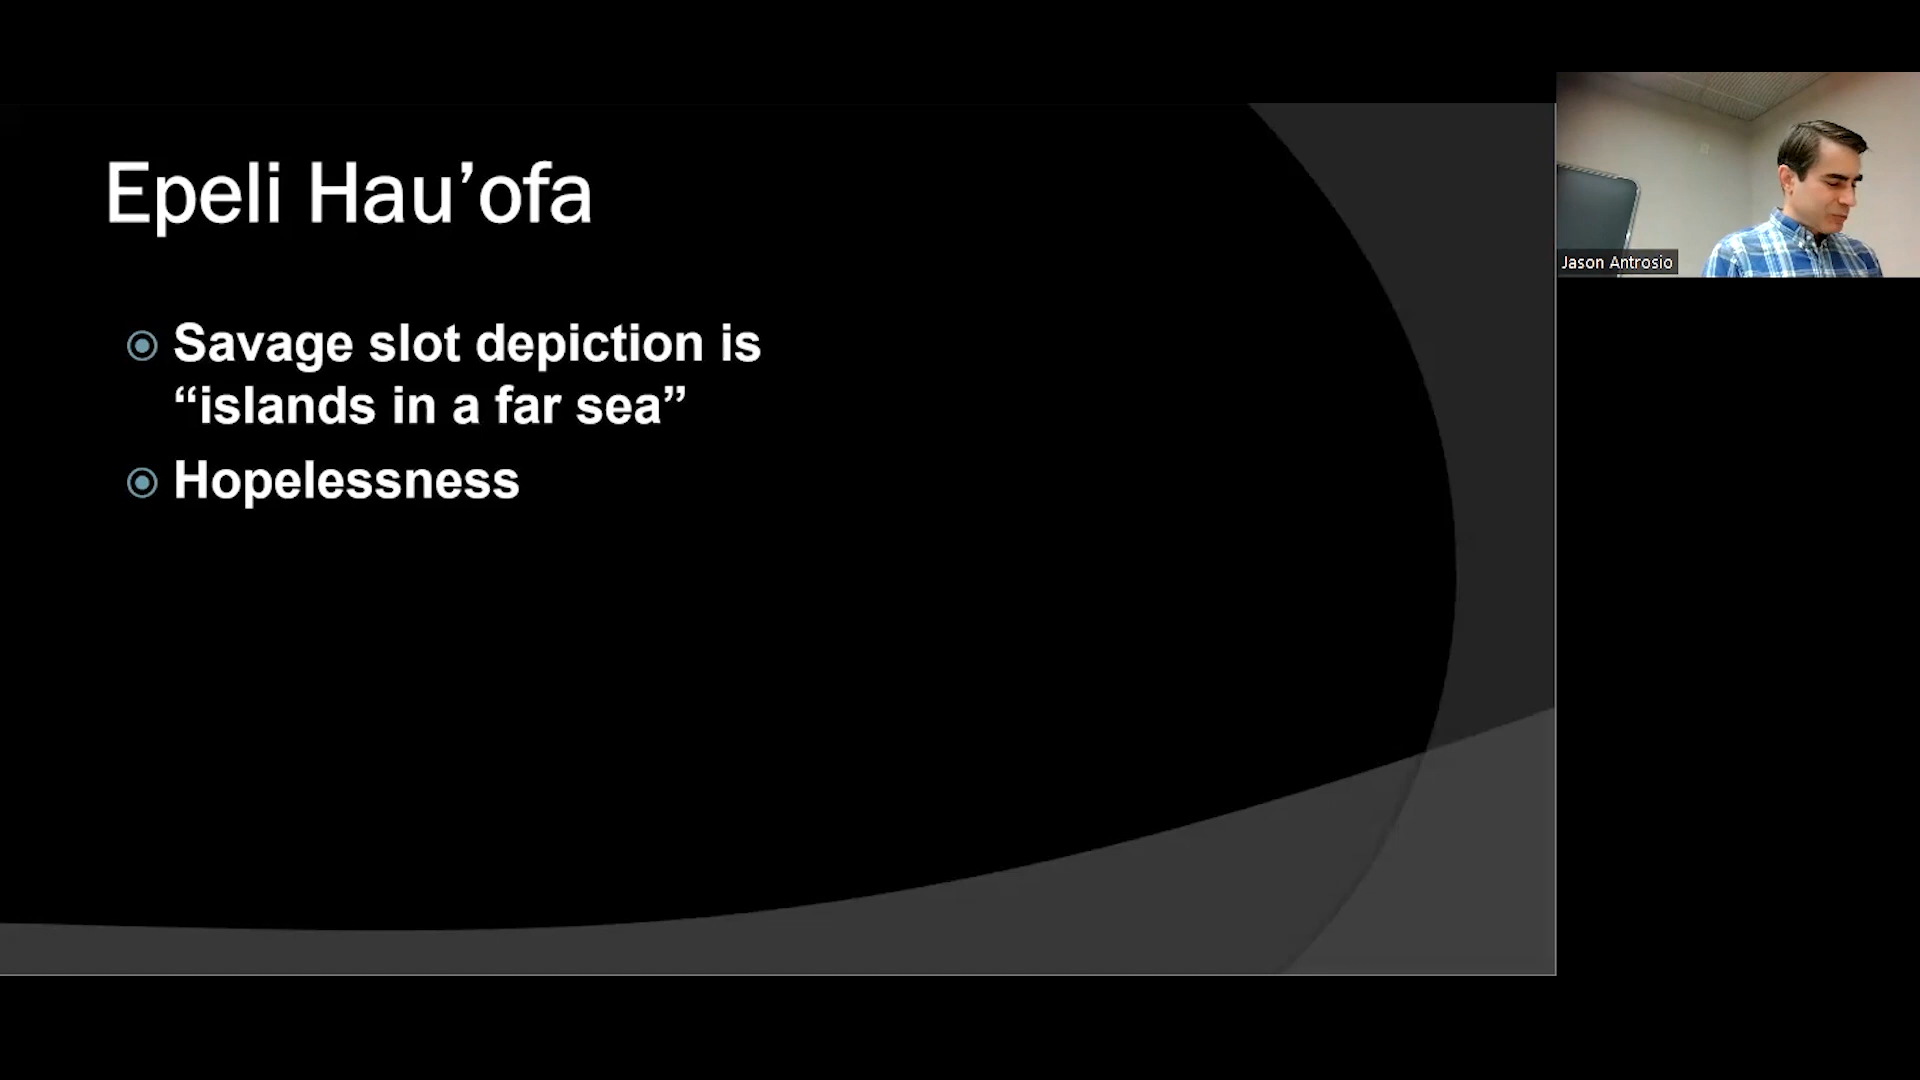 Epeli Hau’ofa
Savage slot depiction is
“islands in a far sea”
Hopelessness
Jason Antrosio